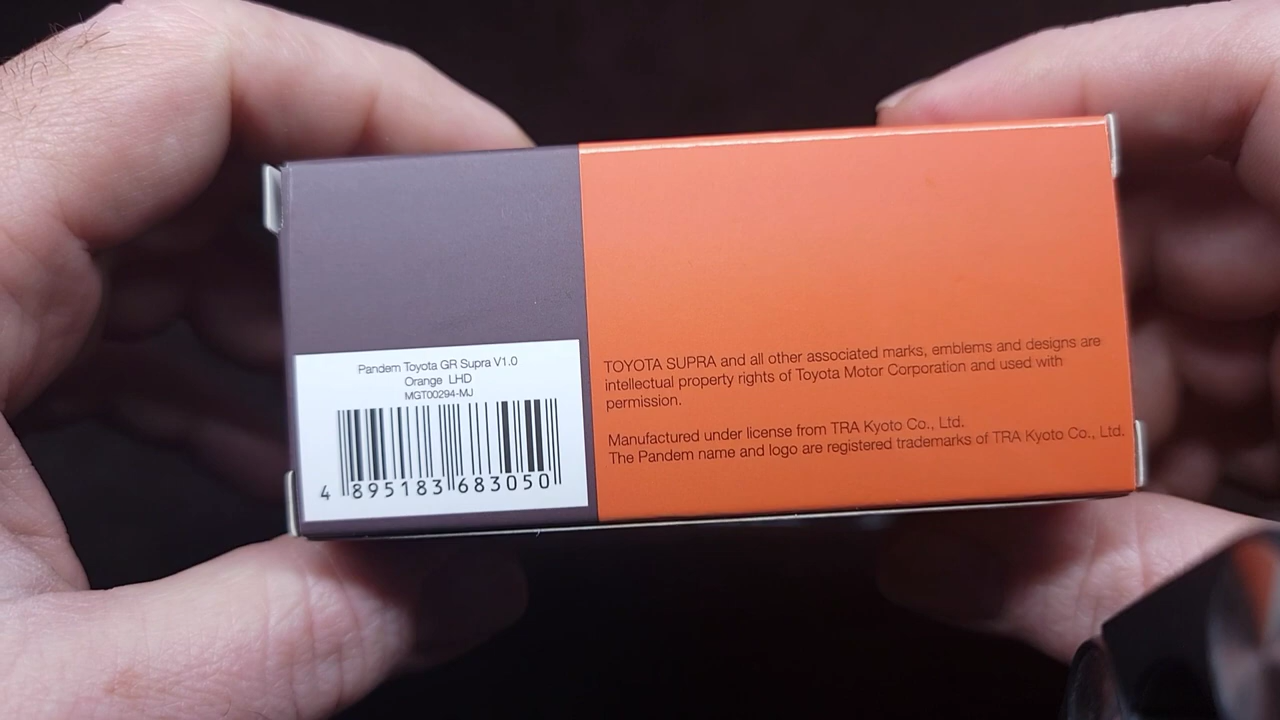 Pandem Toyota GR Supra V1.0
Orange LHD
MGT00294-MJ
4 895183 683050
TOYOTA SUPRA and all other associated marks, emblems and designs are
intellectual property rights of Toyota Motor Corporation and used with
permission.
Manufactured under license from TRA Kyoto Co., Ltd.
The Pandem name and logo are registered trademarks of TRA Kyoto Co., Ltd.